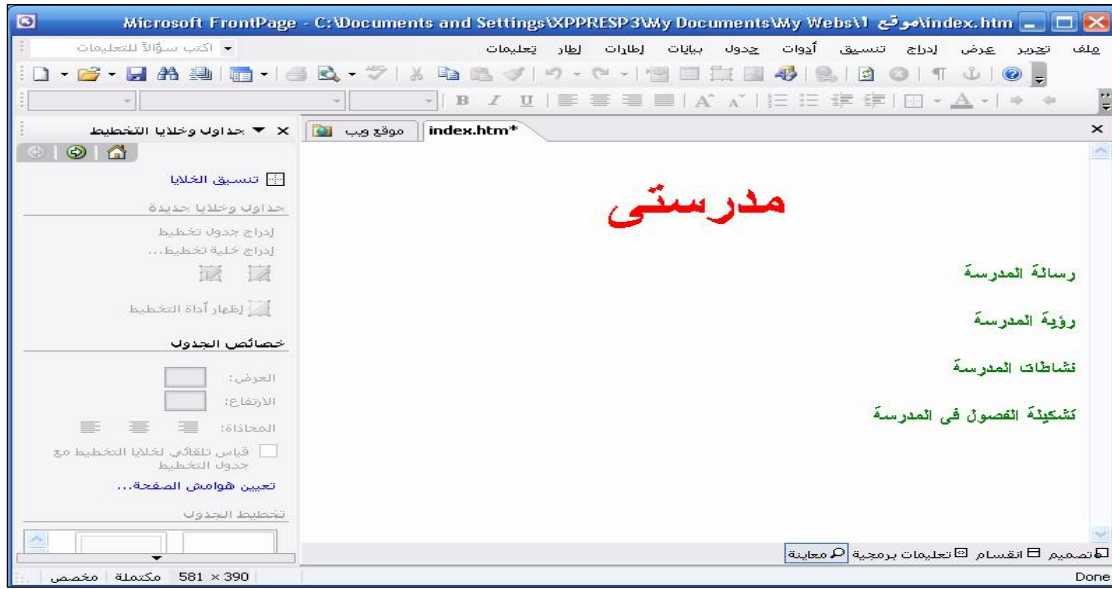 Microsoft FrontPage - C:\Documents and Settings\XPPRESP3\My Documents\My Webs\موقع 1\index.htm
ملف تحرير عرض إدراج تنسيق أدوات جدول بيانات إطارات إطار تعليمات اكتب سؤالاً للتعليمات
B I U A A A
index.htm*
موقع ويب
جداول وخلايا التخطيط
تنسيق الخلايا
جداول وخلايا جديدة
إدراج جدول تخطيط
إدراج خلية تخطيط...
إظهار أداة التخطيط
خصائص الجدول
العرض:
الارتفاع:
المحاذاة:
قياس تلقائي لخلايا التخطيط مع
جدول التخطيط
تعيين هوامش الصفحة...
تخطيط الجدول
مدرستى
رسالة المدرسة
رؤية المدرسة
نشاطات المدرسة
تشكيلة الفصول فى المدرسة
تصميم انقسام تعليمات برمجية معاينة
Done
581 × 390 مكتملة مخصص